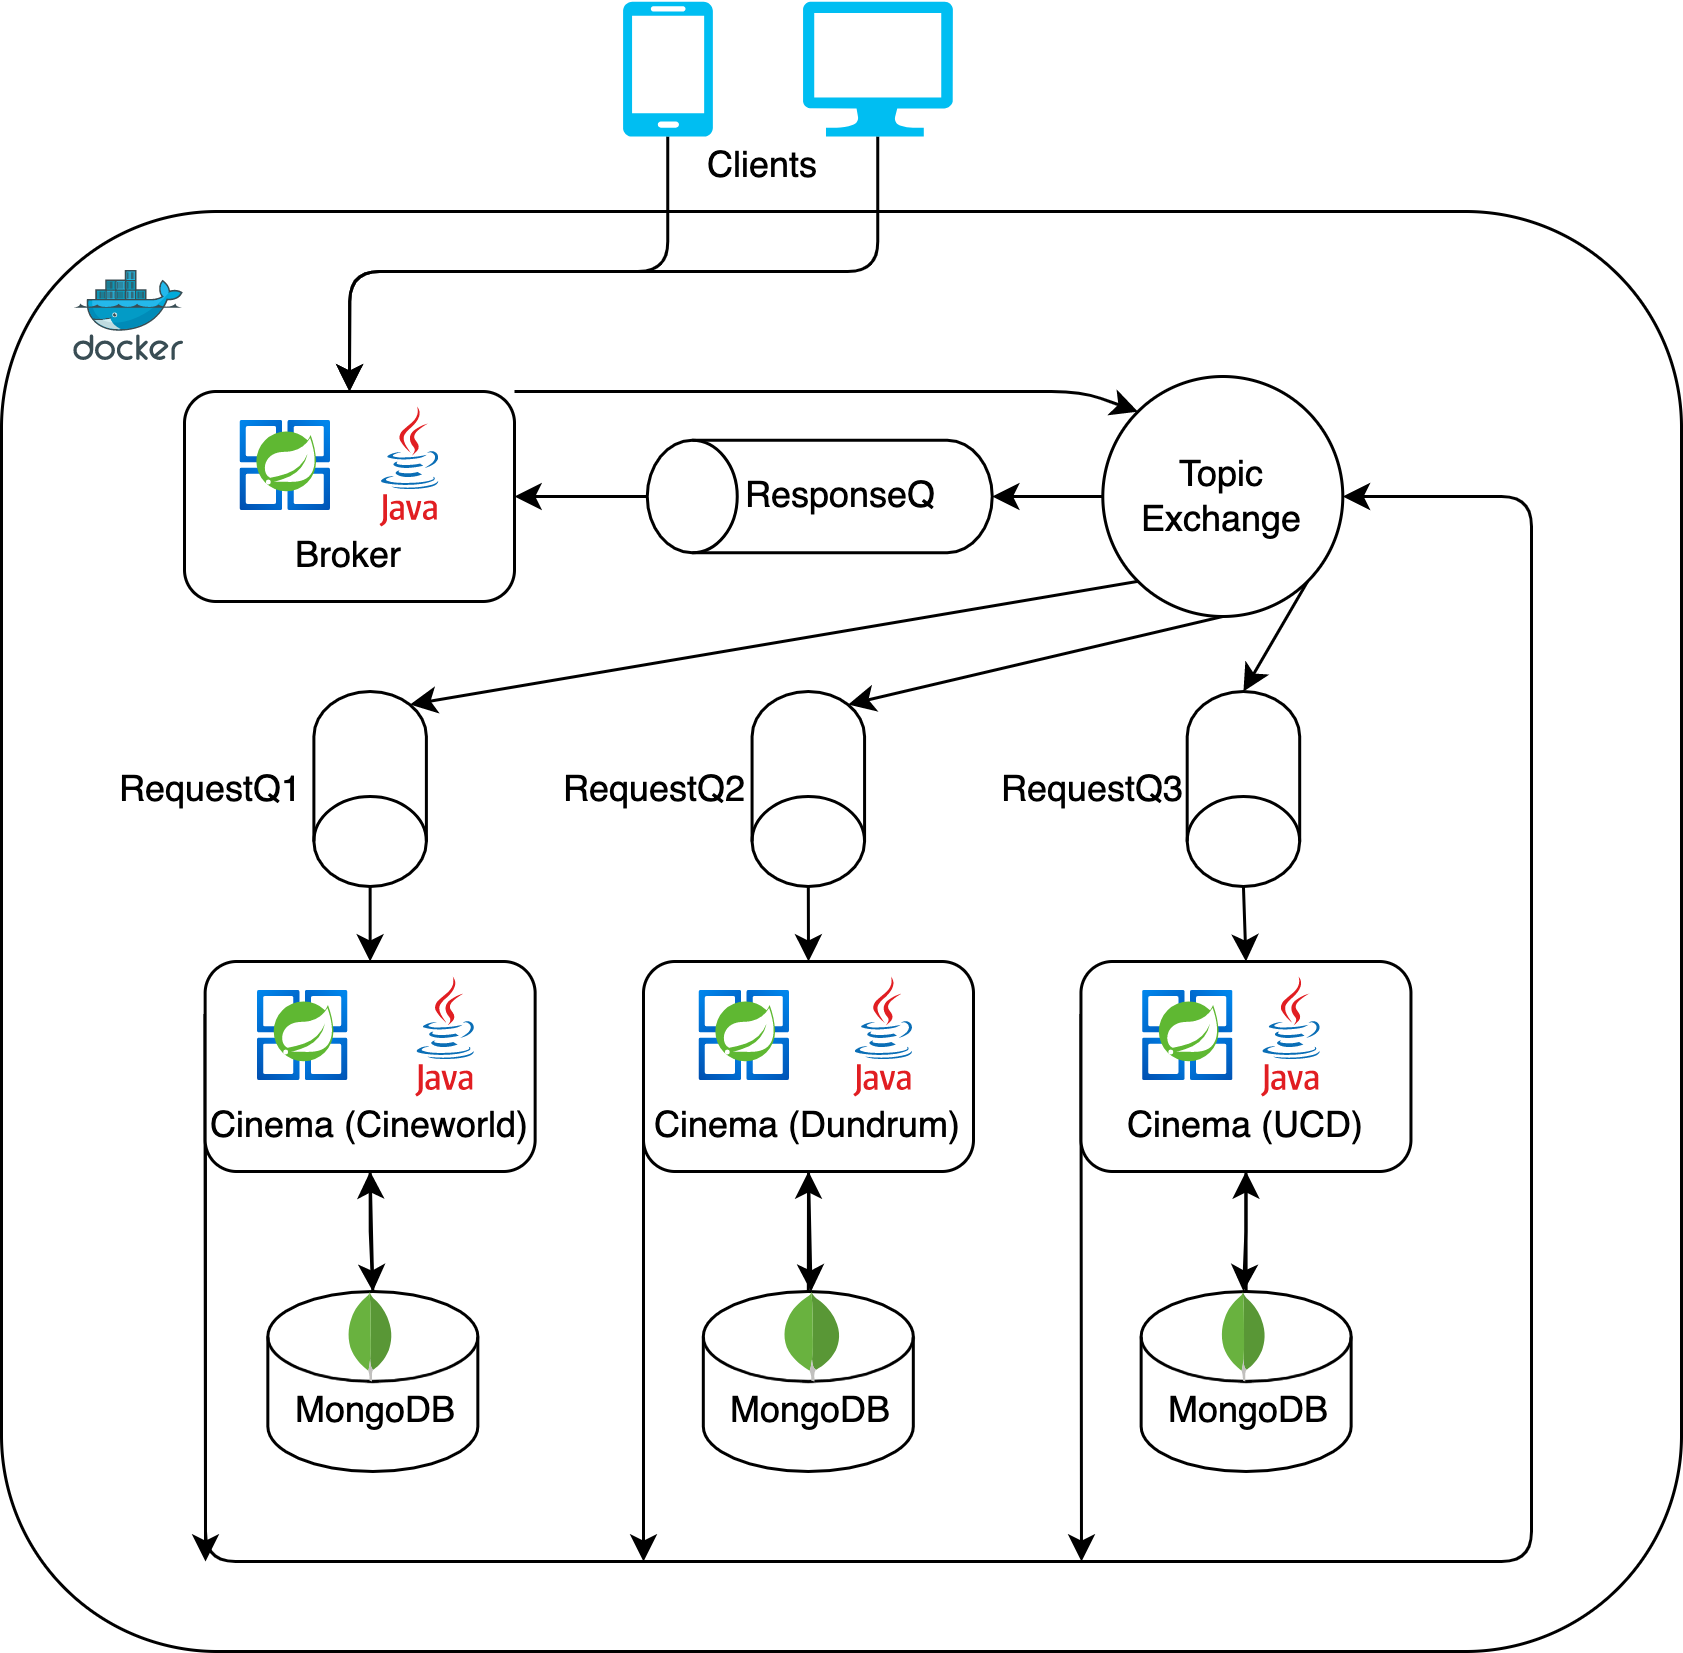 Clients
docker
Java
Broker
ResponseQ
Topic
Exchange
RequestQ1
RequestQ2
RequestQ3
Java
Java
Java
Cinema (Cineworld)
Cinema (Dundrum)
Cinema (UCD)
MongoDB
MongoDB
MongoDB